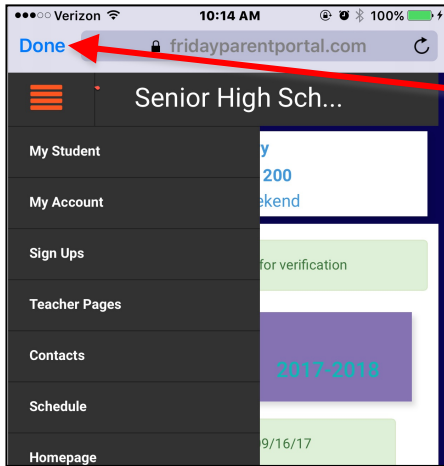 Verizon 10:14 AM 100%
Done fridayparentportal.com
Senior High Sch...
My Student
y
My Account
200
ekend
Sign Ups
for verification
Teacher Pages
Contacts
2017-2018
Schedule
9/16/17
Homepage